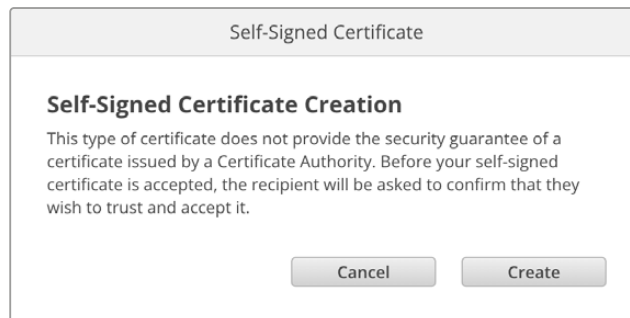 Self-Signed Certificate
Self-Signed Certificate Creation
This type of certificate does not provide the security guarantee of a
certificate issued by a Certificate Authority. Before your self-signed
certificate is accepted, the recipient will be asked to confirm that they
wish to trust and accept it.
Cancel Create